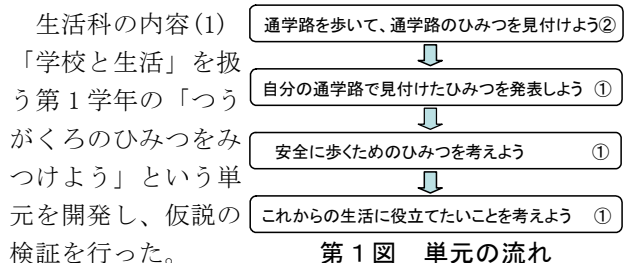 生活科の内容(1)
「学校と生活」を扱
う第1学年の「つう
がくろのひみつをみ
つけよう」という単
元を開発し、仮説の
検証を行った。
通学路を歩いて、通学路のひみつを見付けよう②
自分の通学路で見付けたひみつを発表しよう ①
安全に歩くためのひみつを考えよう ①
これからの生活に役立てたいことを考えよう ①
第1図 単元の流れ